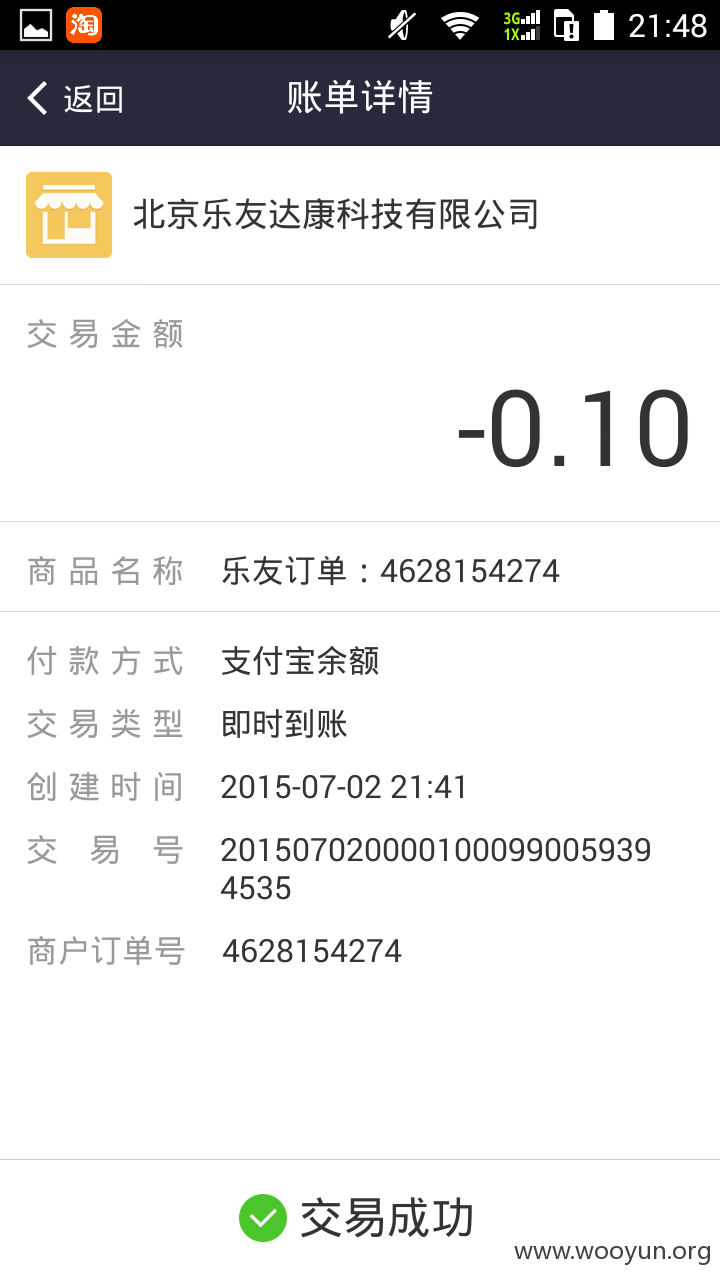 淘 3G 1X 21:48
返回 账单详情
北京乐友达康科技有限公司
交易金额
-0.10
商品名称 乐友订单：4628154274
付款方式 支付宝余额
交易类型 即时到账
创建时间 2015-07-02 21:41
交易号 201507020000100099005939
4535
商户订单号 4628154274
交易成功
www.wooyun.org